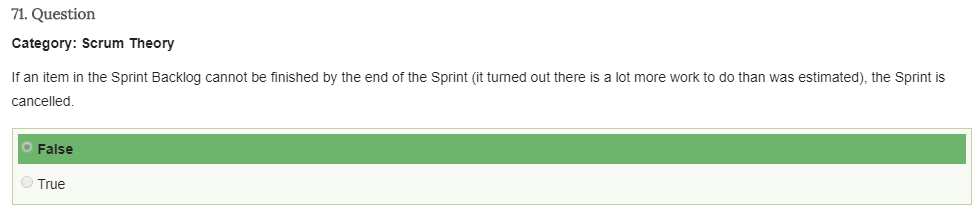 71. Question
Category: Scrum Theory
If an item in the Sprint Backlog cannot be finished by the end of the Sprint (it turned out there is a lot more work to do than was estimated), the Sprint is
cancelled.
False
True